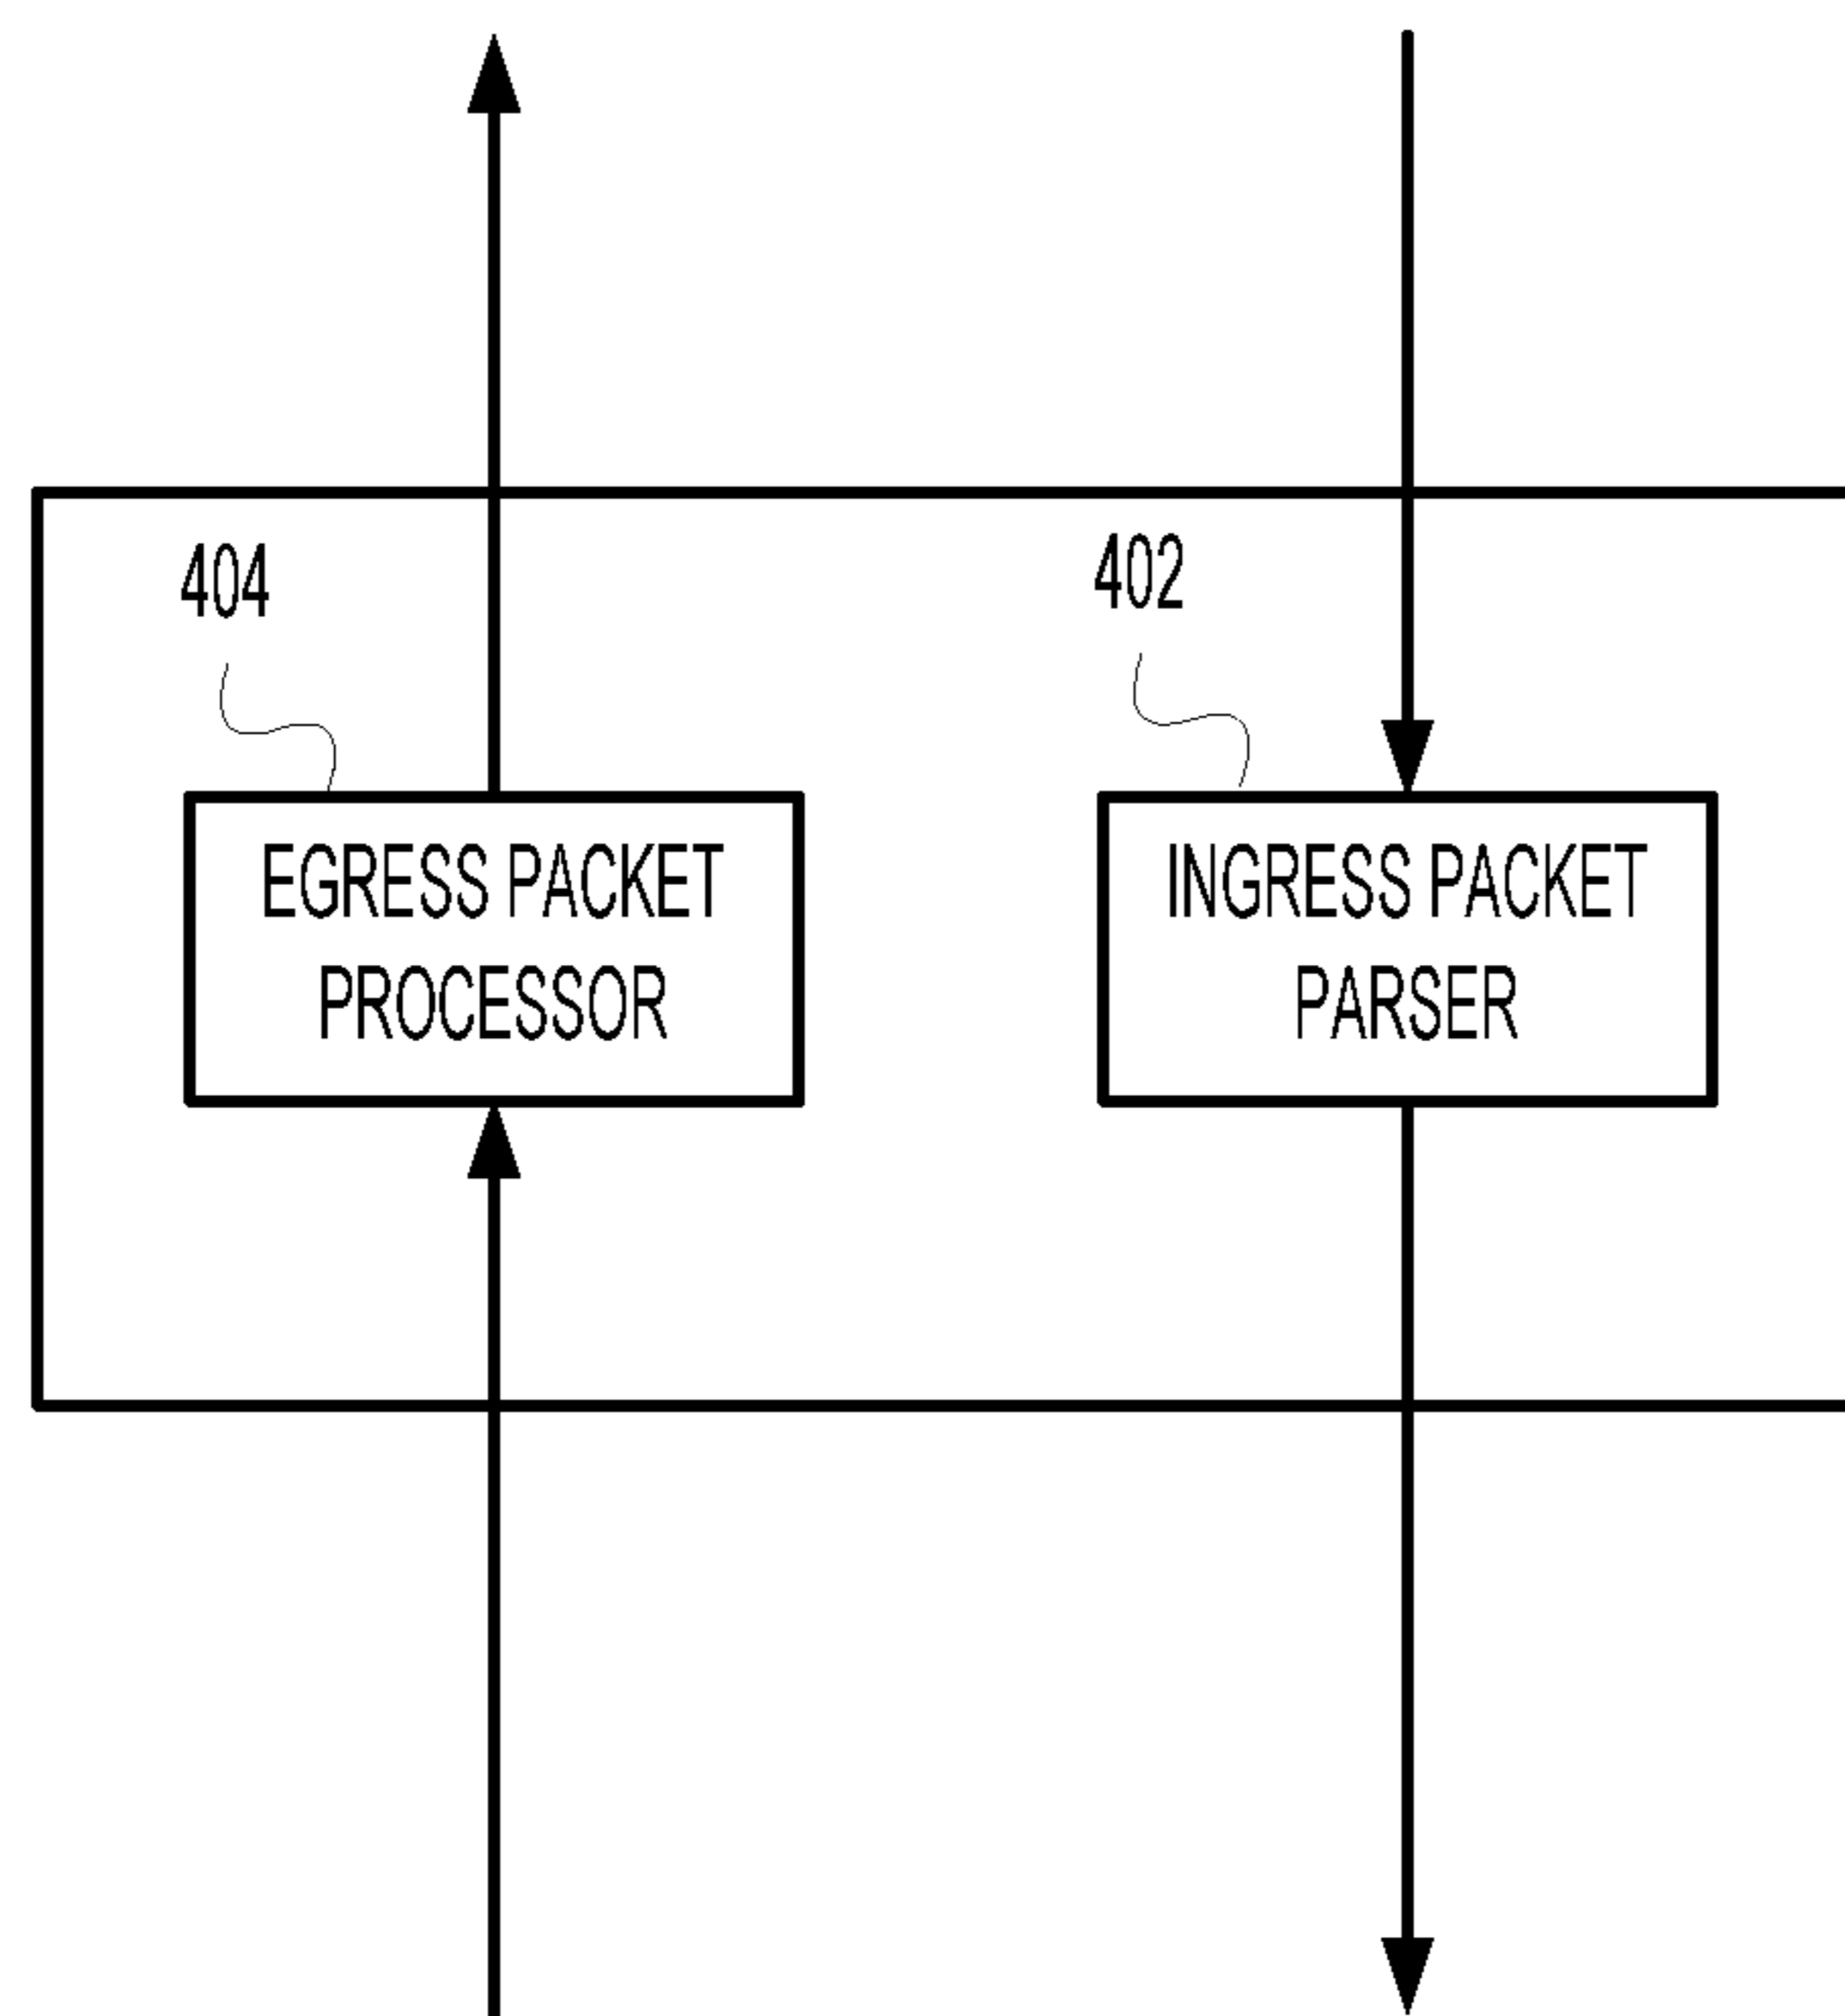 404
402
EGRESS PACKET
PROCESSOR
INGRESS PACKET
PARSER